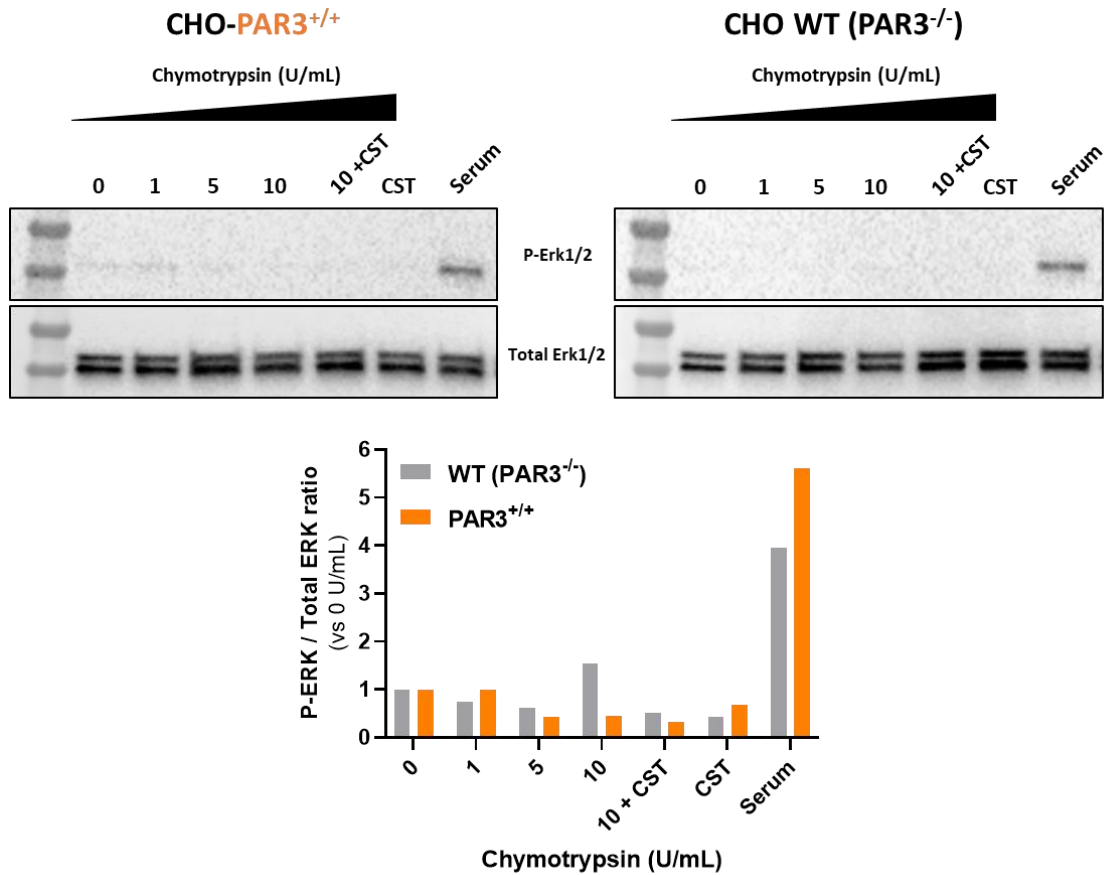 CHO-PAR3+/+
Chymotrypsin (U/mL)
0 1 5 10 10 +CST CST Serum
CHO WT (PAR3-/-)
Chymotrypsin (U/mL)
0 1 5 10 10 +CST CST Serum
P-Erk1/2
Total Erk1/2
P-ERK / Total ERK ratio
(vs 0 U/mL)
6
5
4
3
2
1
0
WT (PAR3-/-)
PAR3+/+
0 1 5 10 10 + CST CST Serum
Chymotrypsin (U/mL)